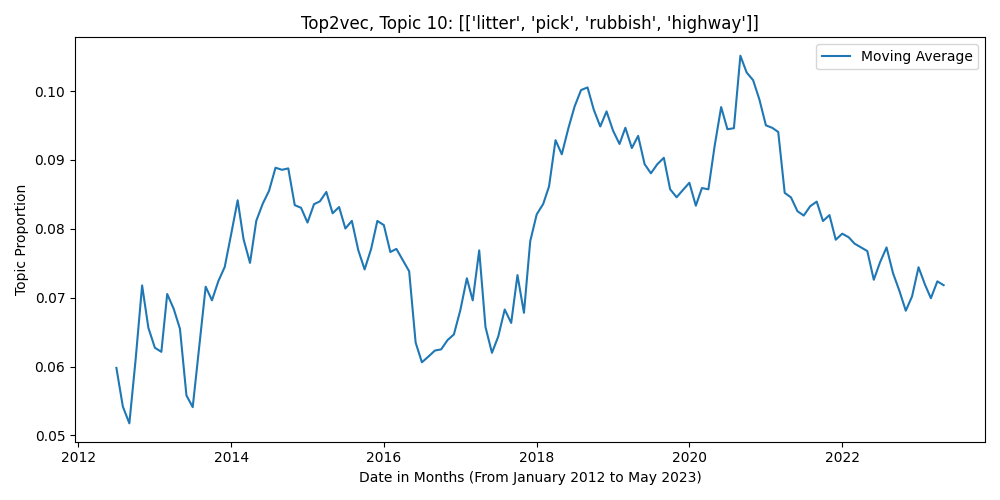 Top2vec, Topic 10: [['litter', 'pick', 'rubbish', 'highway']]
Moving Average
Topic Proportion
0.10
0.09
0.08
0.07
0.06
0.05
2012 2014 2016 2018 2020 2022
Date in Months (From January 2012 to May 2023)